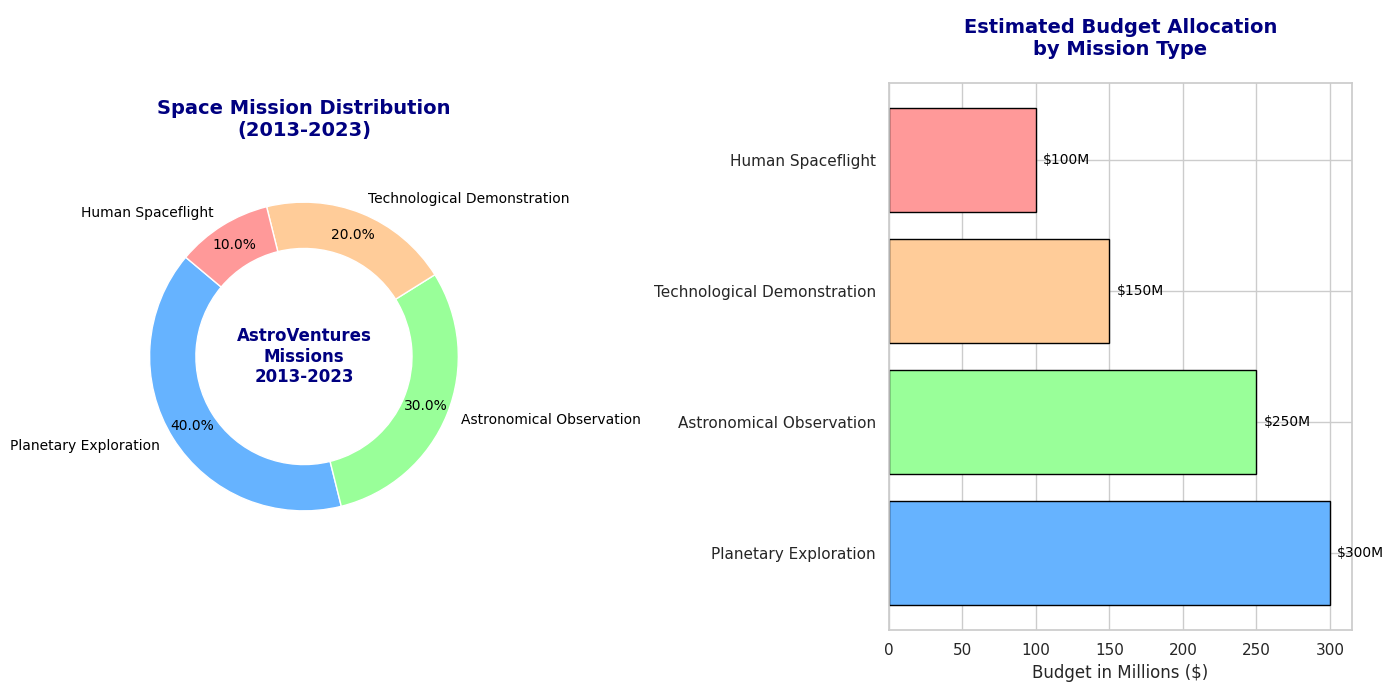 Space Mission Distribution
(2013-2023)
Technological Demonstration
Human Spaceflight
20.0%
10.0%
AstroVentures
Missions
2013-2023
30.0%
Astronomical Observation
40.0%
Planetary Exploration
Estimated Budget Allocation
by Mission Type
Human Spaceflight
$100M
Technological Demonstration
$150M
Astronomical Observation
$250M
Planetary Exploration
$300M
0 50 100 150 200 250 300
Budget in Millions ($)